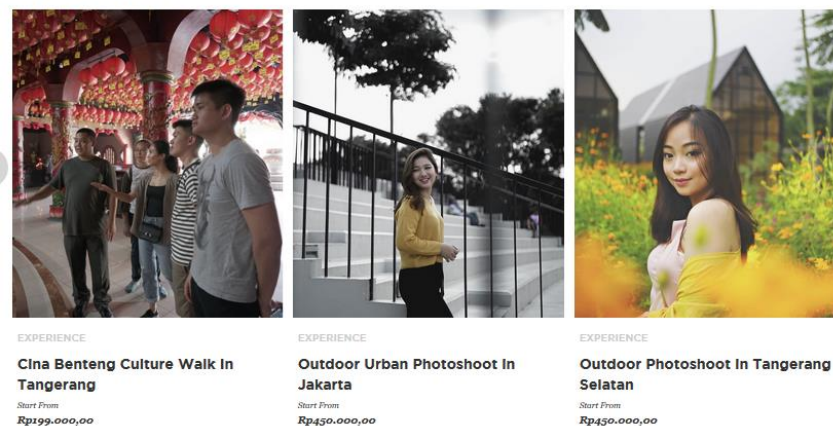 EXPERIENCE
Cina Benteng Culture Walk In
Tangerang
Start From
Rp199.000,00
EXPERIENCE
Outdoor Urban Photoshoot In
Jakarta
Start From
Rp450.000,00
EXPERIENCE
Outdoor Photoshoot In Tangerang
Selatan
Start From
Rp450.000,00